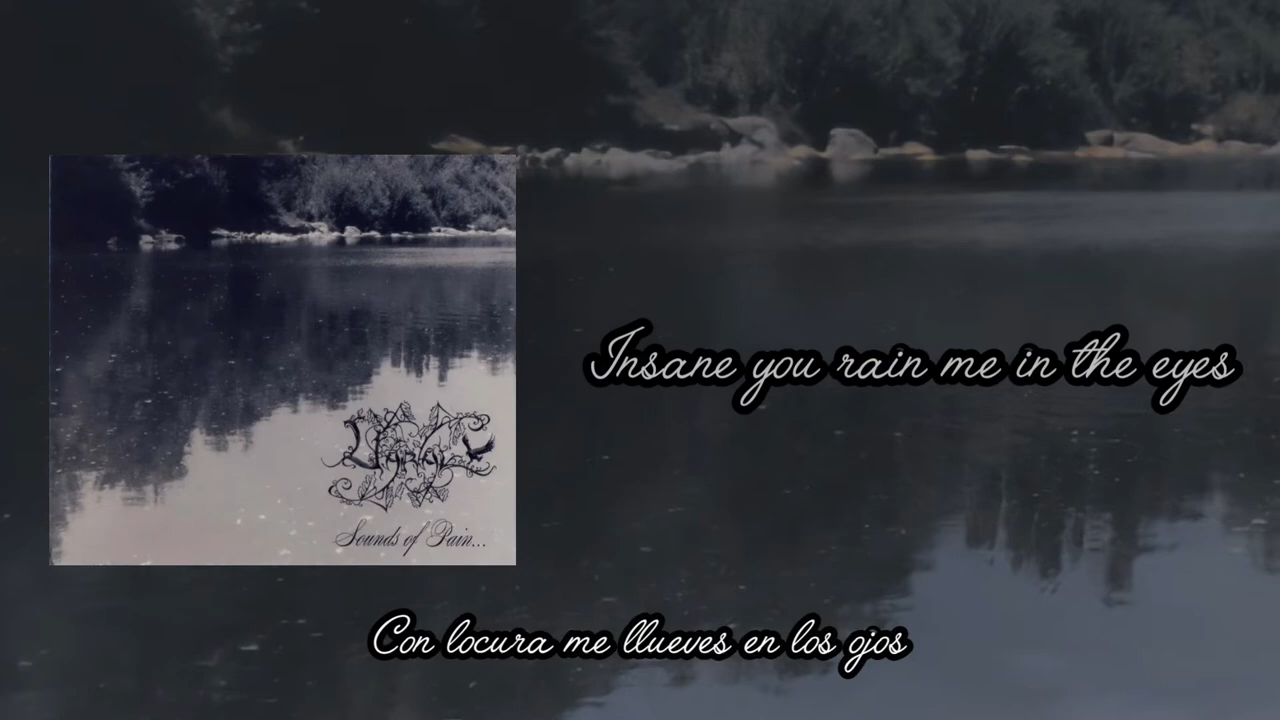 Insane you rain me in the eyes
Sounds of Pain...
Con locura me llueves en los ojos